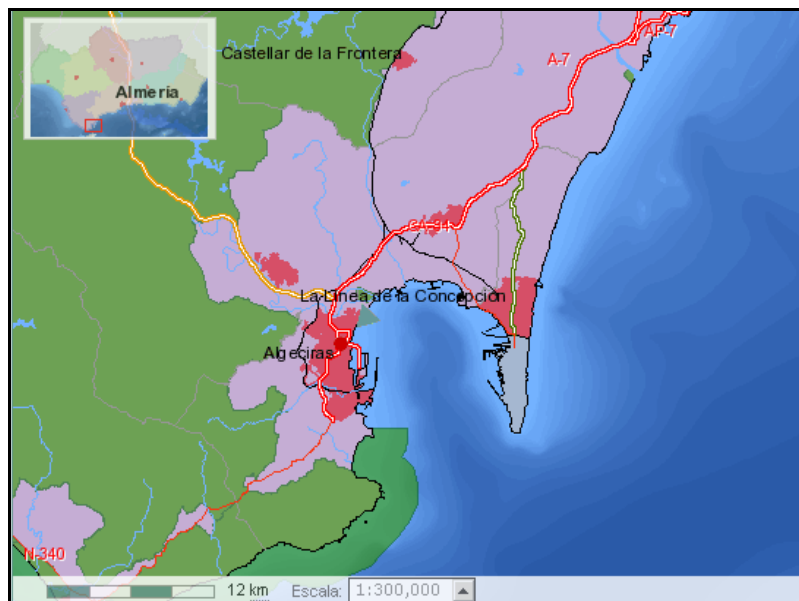 Castellar de la Frontera
A-7
AP-7
Almería
CA-34
La Línea de la Concepción
Algeciras
N-340
12 km
Escala: 1:300,000